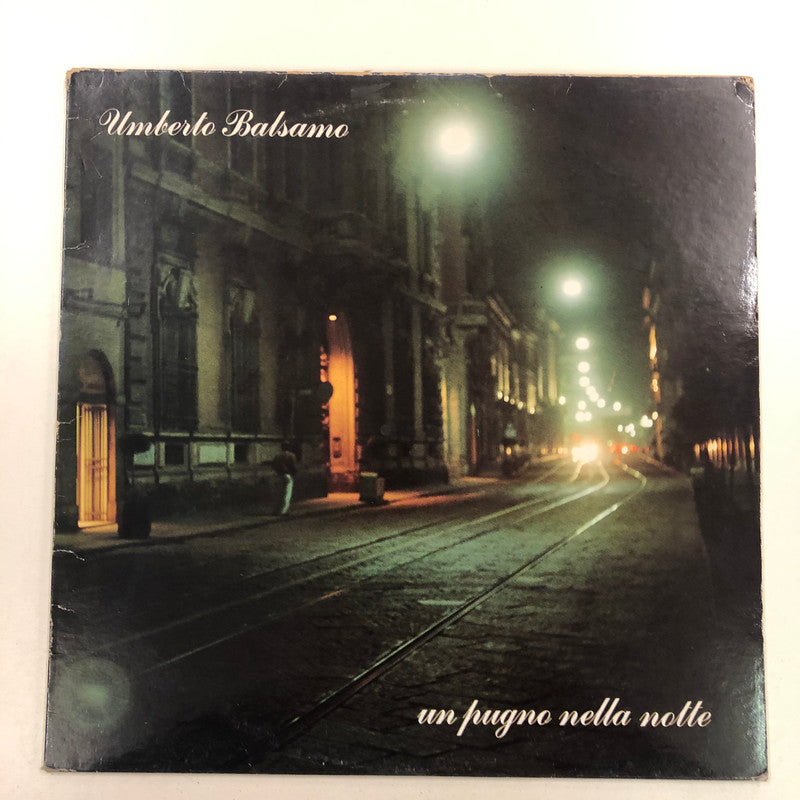 Umberto Balsamo
un pugno nella notte